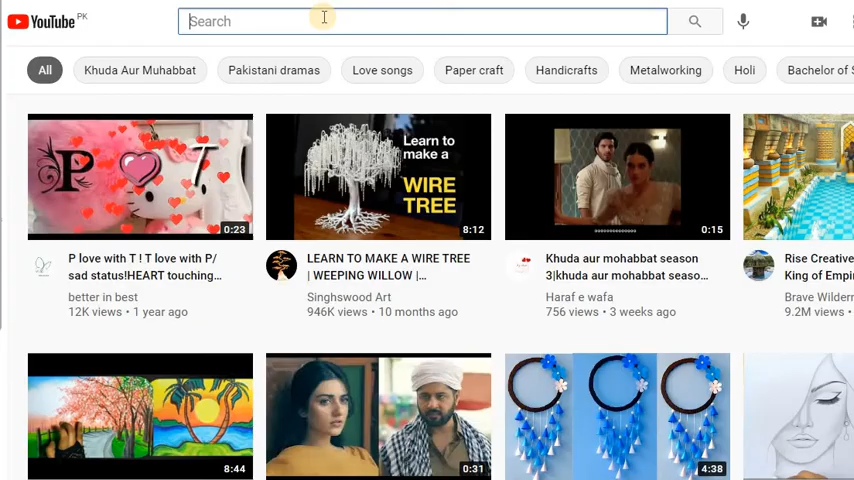 YouTube PK
Search
All
Khuda Aur Muhabbat
Pakistani dramas
Love songs
Paper craft
Handicrafts
Metalworking
Holi
Bachelor of S
P T
0:23
Learn to
make a
WIRE
TREE
8:12
0:15
P love with T ! T love with P/
sad status!HEART touching...
better in best
12K views • 1 year ago
LEARN TO MAKE A WIRE TREE
| WEEPING WILLOW |...
Singhswood Art
946K views • 10 months ago
Khuda aur mohabbat season
3|khuda aur mohabbat seaso...
Haraf e wafa
756 views • 3 weeks ago
Rise Creative
King of Empi
Brave Wilder
9.2M views •
8:44
0:31
4:38